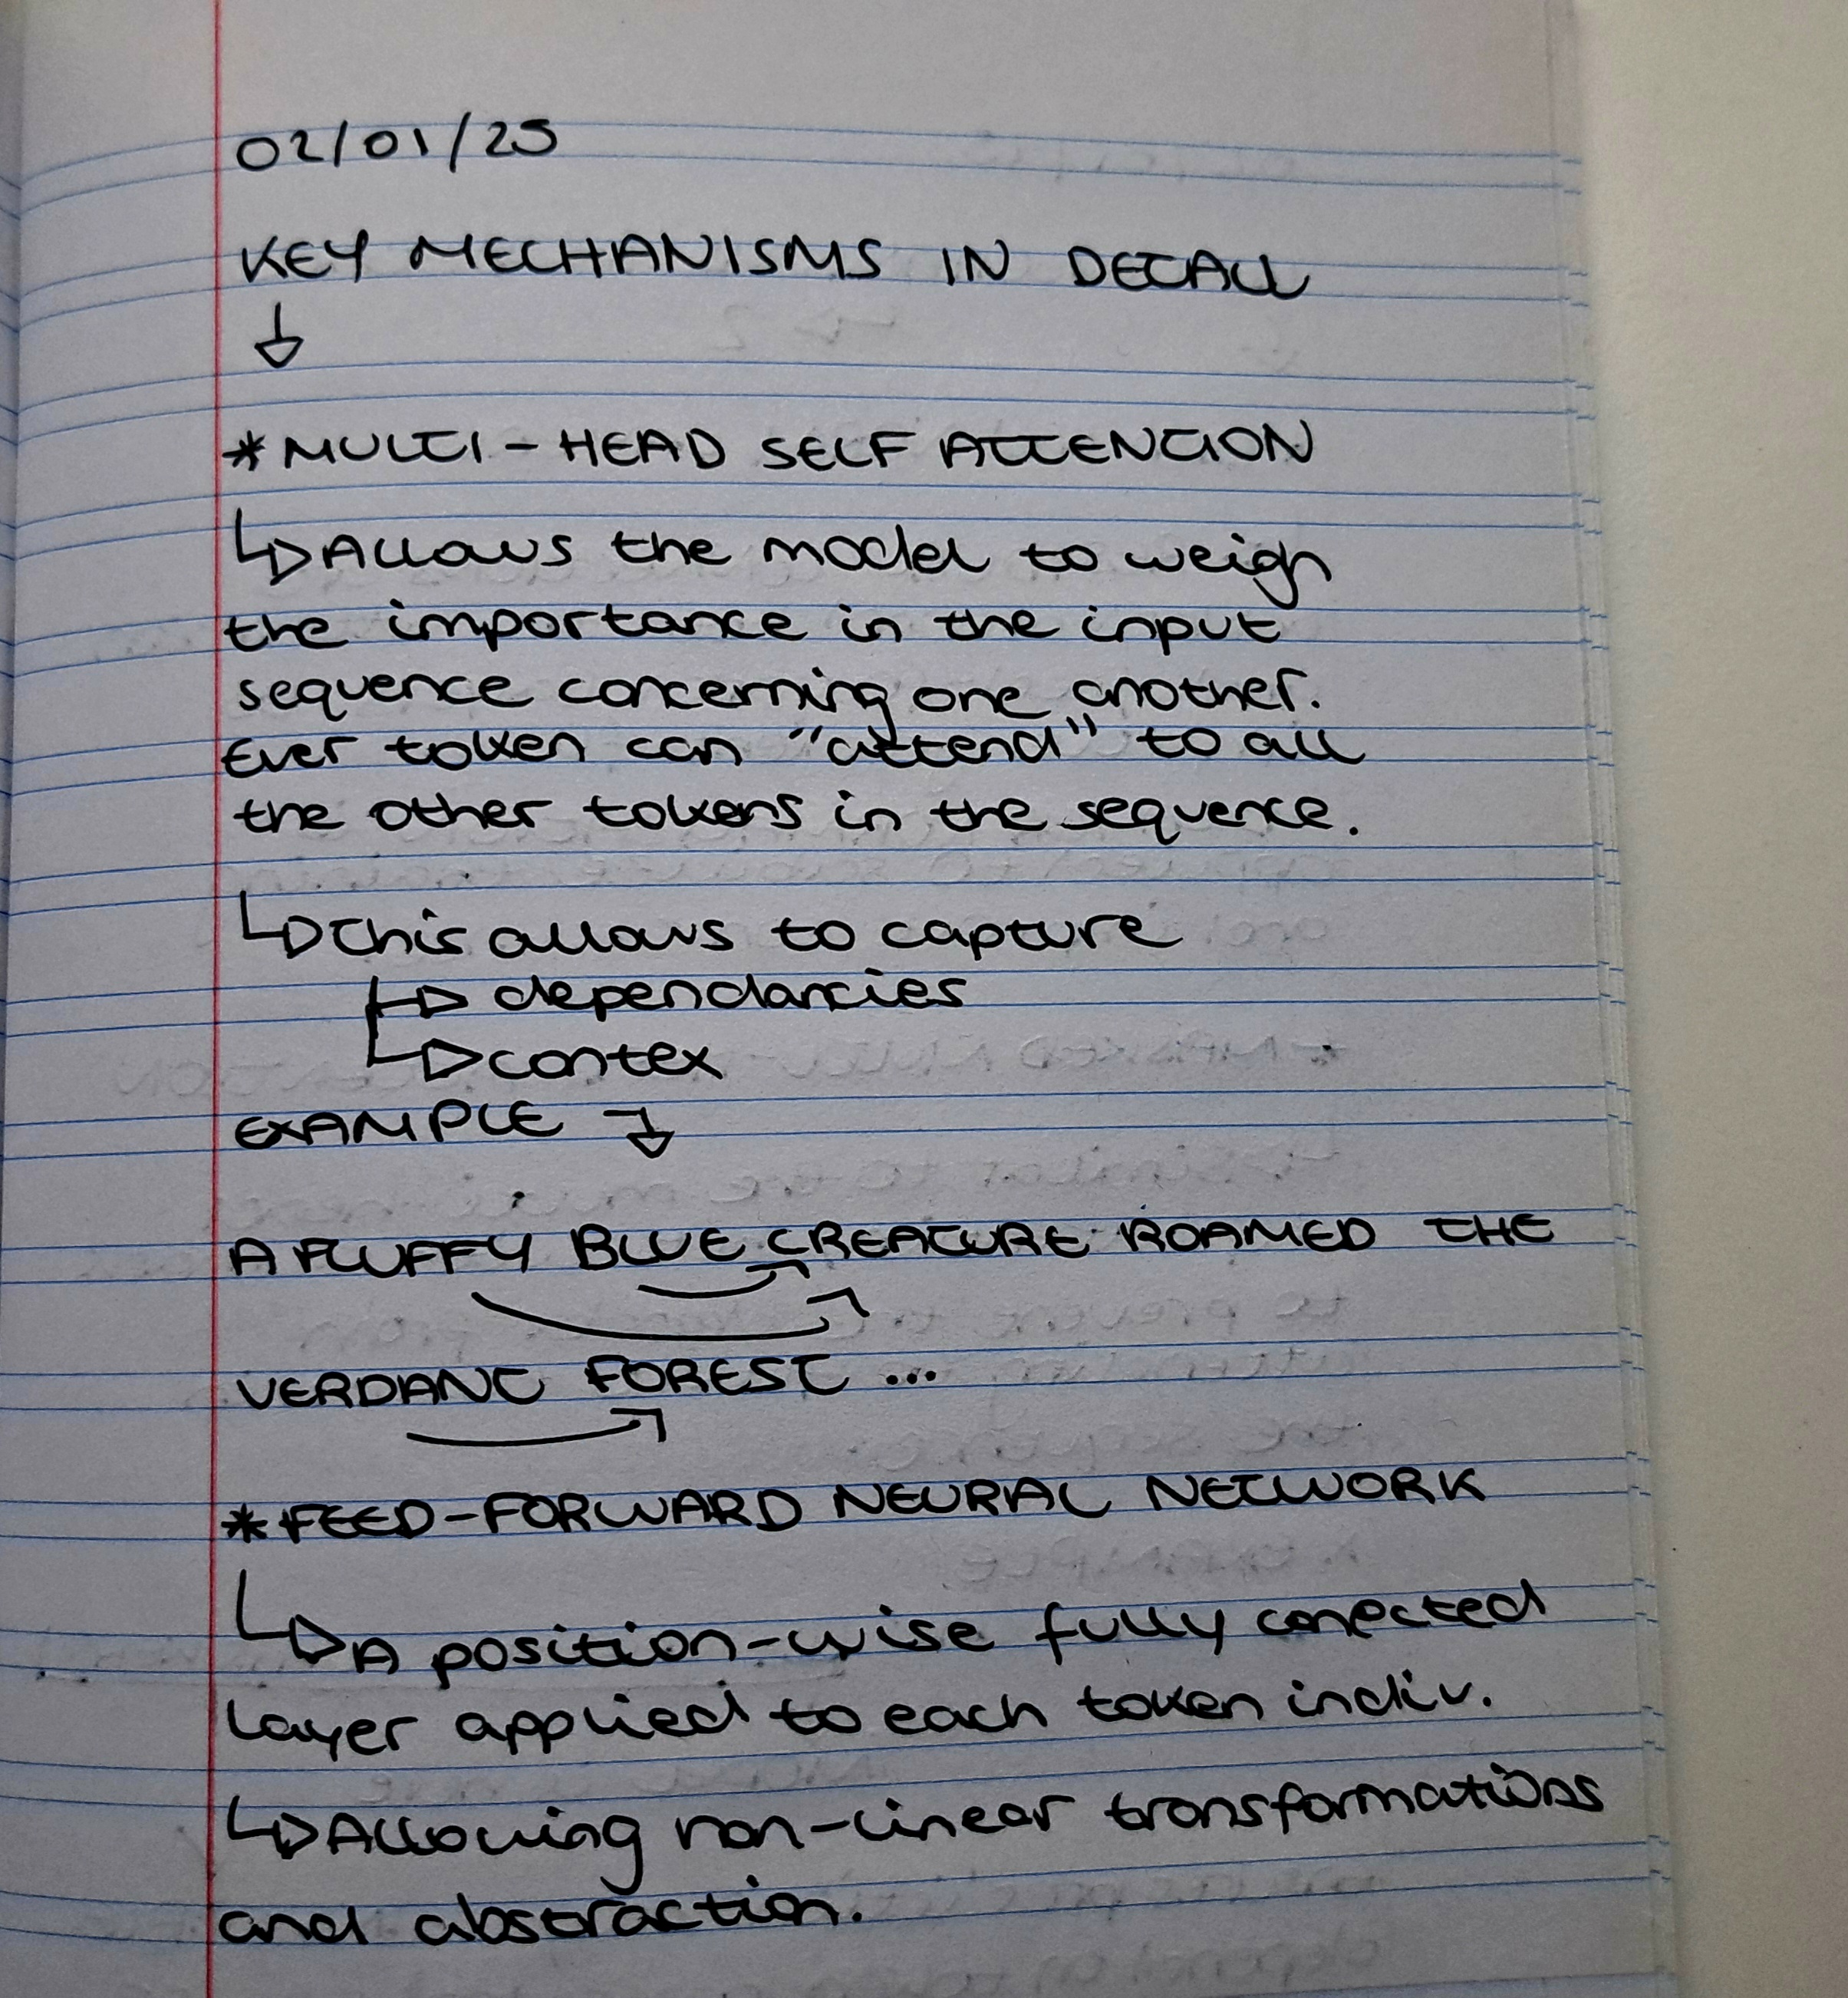 02/01/25
KEY MECHANISMS IN DETAIL
* MULTI-HEAD SELF ATTENTION
Allows the model to weigh
the importance in the input
sequence concerning one another.
Ever token can "attend" to all
the other tokens in the sequence.
This allows to capture
dependancies
contex
EXAMPLE
A FLUFFY BLUE CREATURE ROAMED THE
VERDANT FOREST ...
* FEED-FORWARD NEURAL NETWORK
A position-wise fully conected
layer applied to each token indiv.
Allowing non-linear transformations
and abstraction.